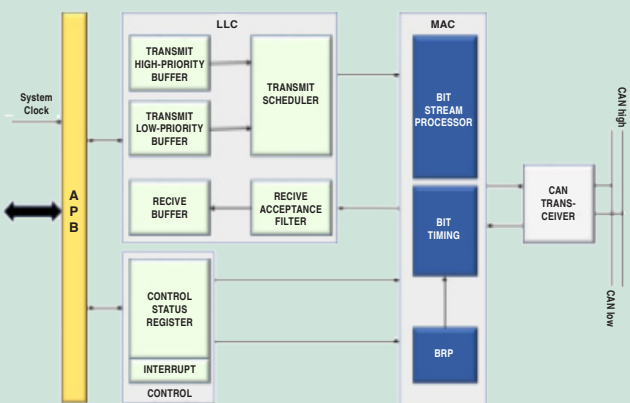 LLC
MAC
TRANSMIT
HIGH-PRIORITY
BUFFER
TRANSMIT
SCHEDULER
TRANSMIT
LOW-PRIORITY
BUFFER
RECIVE
BUFFER
RECIVE
ACCEPTANCE
FILTER
System
Clock
A
P
B
CONTROL
STATUS
REGISTER
INTERRUPT
CONTROL
BIT
STREAM
PROCESSOR
BIT
TIMING
BRP
CAN
TRANS-
CEIVER
CAN high
CAN low